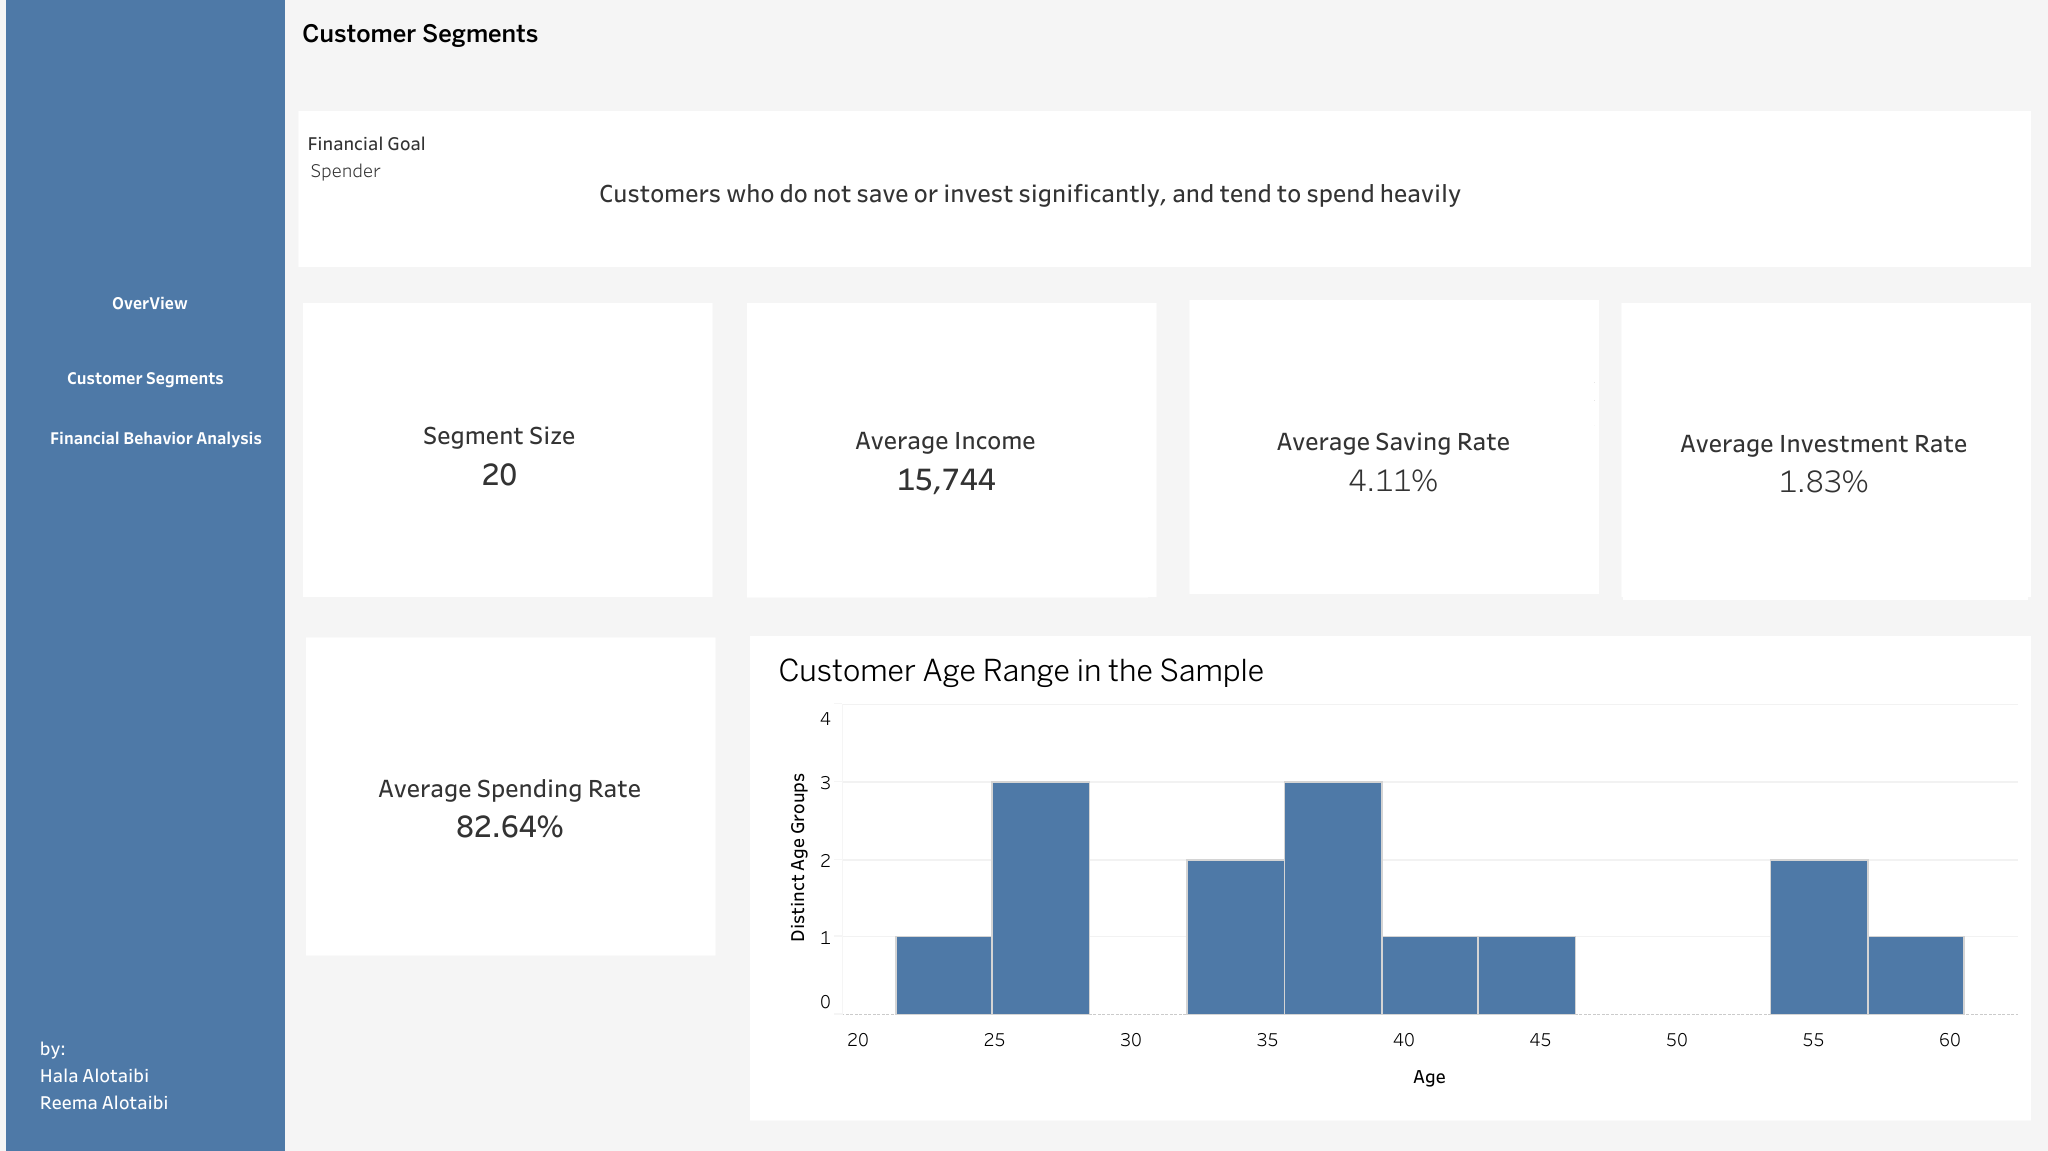 Customer Segments
Financial Goal
Spender
Customers who do not save or invest significantly, and tend to spend heavily
OverView
Customer Segments
Financial Behavior Analysis
Segment Size
20
Average Income
15,744
Average Saving Rate
4.11%
Average Investment Rate
1.83%
Average Spending Rate
82.64%
Customer Age Range in the Sample
Distinct Age Groups
4
3
2
1
0
20 25 30 35 40 45 50 55 60
Age
by:
Hala Alotaibi
Reema Alotaibi